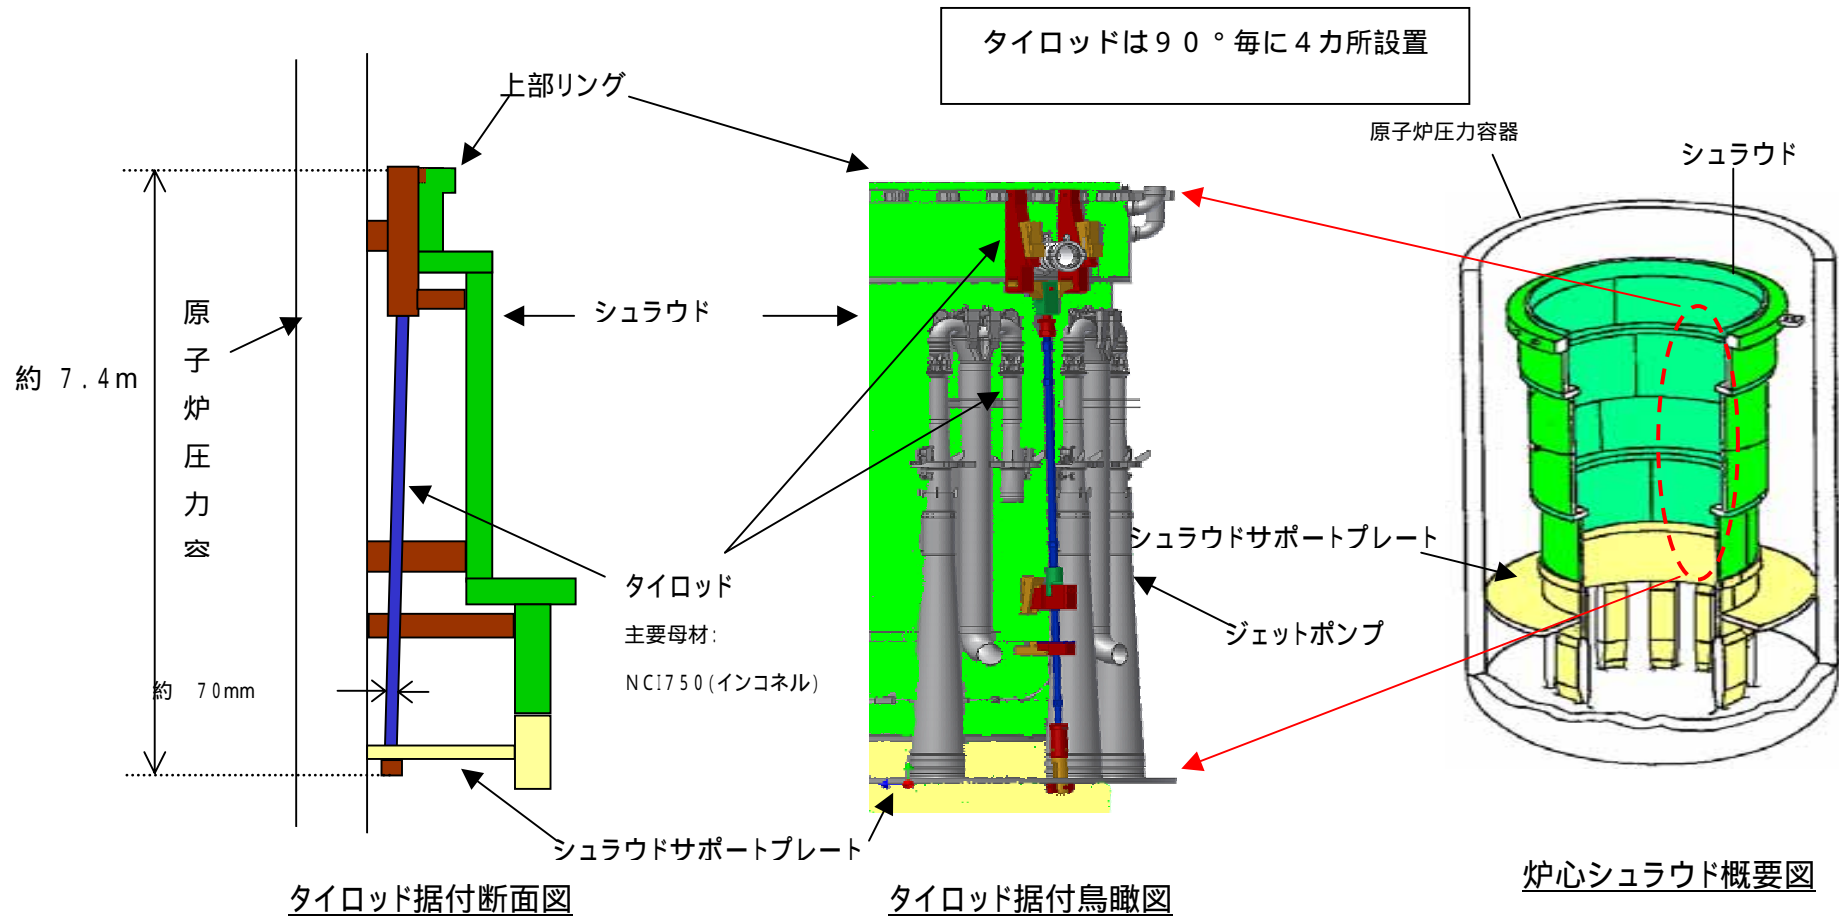 タイロッドは90°毎に4カ所設置
上部リング
原子炉圧力容器
シュラウド
原子炉圧力容
シュラウド
約 7.4m
シュラウドサポートプレート
タイロッド
主要母材:
NCI750(インコネル)
ジェットポンプ
約 70mm
シュラウドサポートプレート
タイロッド据付断面図
タイロッド据付鳥瞰図
炉心シュラウド概要図